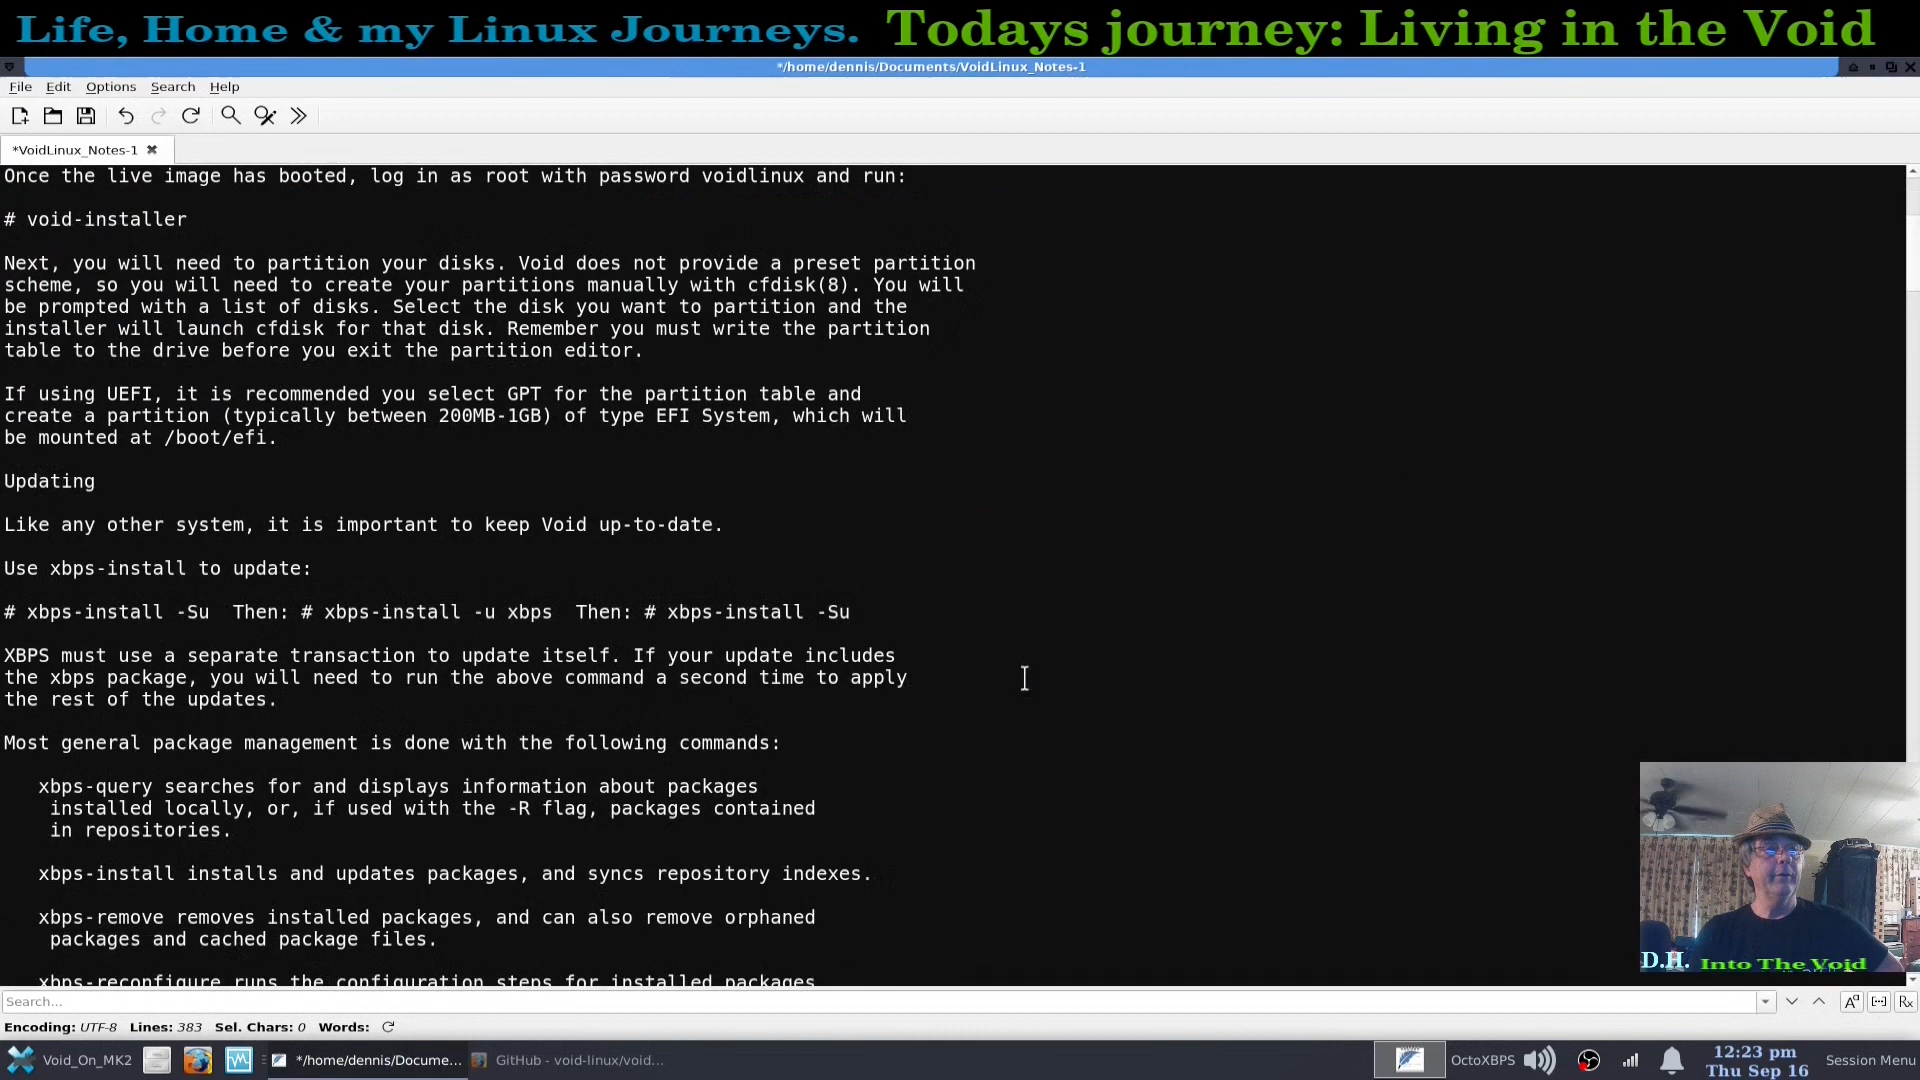 Life, Home & my Linux Journeys. Todays journey: Living in the Void
*/home/dennis/Documents/VoidLinux_Notes-1
File Edit Options Search Help
*VoidLinux_Notes-1
Once the live image has booted, log in as root with password voidlinux and run:
# void-installer
Next, you will need to partition your disks. Void does not provide a preset partition
scheme, so you will need to create your partitions manually with cfdisk(8). You will
be prompted with a list of disks. Select the disk you want to partition and the
installer will launch cfdisk for that disk. Remember you must write the partition
table to the drive before you exit the partition editor.
If using UEFI, it is recommended you select GPT for the partition table and
create a partition (typically between 200MB-1GB) of type EFI System, which will
be mounted at /boot/efi.
Updating
Like any other system, it is important to keep Void up-to-date.
Use xbps-install to update:
# xbps-install -Su  Then: # xbps-install -u xbps  Then: # xbps-install -Su
XBPS must use a separate transaction to update itself. If your update includes
the xbps package, you will need to run the above command a second time to apply
the rest of the updates.
Most general package management is done with the following commands:
xbps-query searches for and displays information about packages
installed locally, or, if used with the -R flag, packages contained
in repositories.
xbps-install installs and updates packages, and syncs repository indexes.
xbps-remove removes installed packages, and can also remove orphaned
packages and cached package files.
xbps-reconfigure runs the configuration steps for installed packages
D.H. Into The Void
Search...
Encoding: UTF-8 Lines: 383 Sel. Chars: 0 Words:
Void_On_MK2 */home/dennis/Docume... GitHub - void-linux/void... OctoXBPS 12:23 pm Session Menu
Thu Sep 16